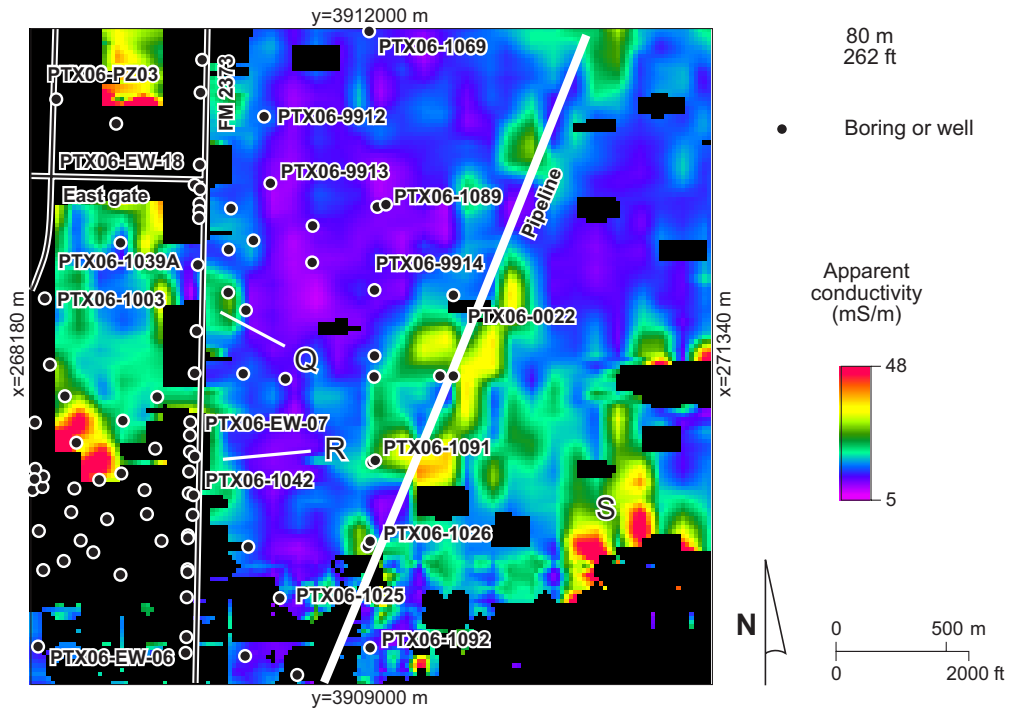 y=3912000 m
80 m
262 ft
PTX06-1069
PTX06-PZ03
FM 2373
PTX06-9912
Boring or well
PTX06-EW-18
PTX06-9913
East gate
PTX06-1089
Pipeline
PTX06-1039A
PTX06-9914
PTX06-1003
PTX06-0022
Apparent
conductivity
(mS/m)
x=268180 m
x=271340 m
Q
48
PTX06-EW-07
R
PTX06-1091
PTX06-1042
5
S
PTX06-1026
PTX06-1025
N
0
500 m
PTX06-1092
PTX06-EW-06
0
2000 ft
y=3909000 m